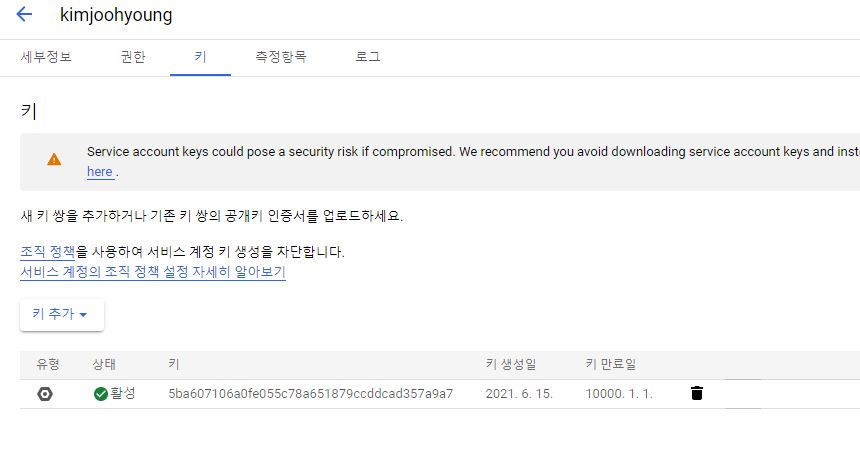 kimjoohyoung
세부정보 권한 키 측정항목 로그
키
Service account keys could pose a security risk if compromised. We recommend you avoid downloading service account keys and inste
here .
새 키 쌍을 추가하거나 기존 키 쌍의 공개키 인증서를 업로드하세요.
조직 정책을 사용하여 서비스 계정 키 생성을 차단합니다.
서비스 계정의 조직 정책 설정 자세히 알아보기
키 추가
유형 상태 키 키 생성일 키 만료일
활성 5ba607106a0fe055c78a651879ccddcad357a9a7 2021. 6. 15. 10000. 1. 1.